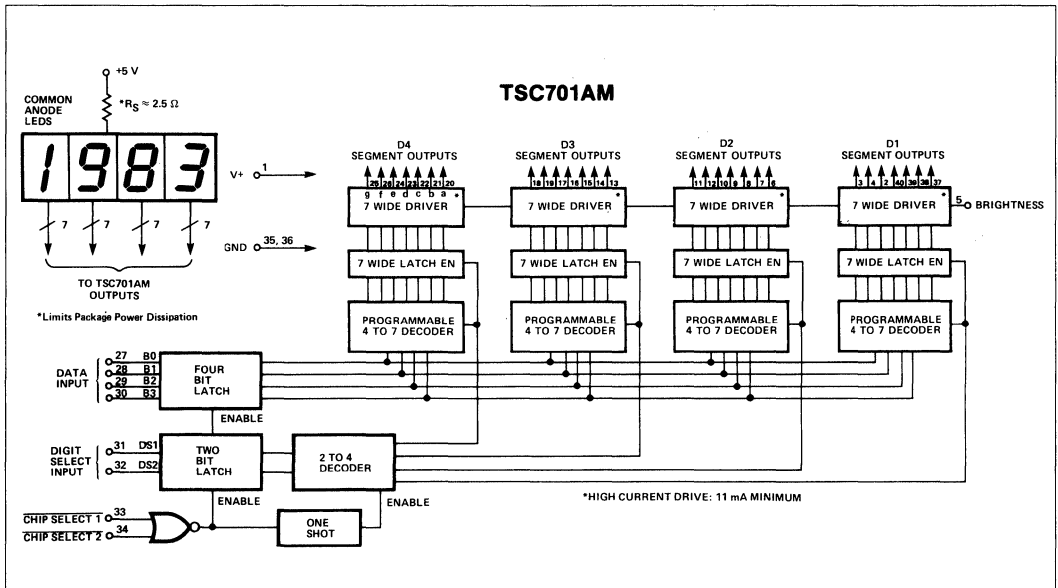 TSC701AM
+5 V
COMMON
ANODE
LEDS
*RS ≈ 2.5 Ω
1983
7 7 7 7
TO TSC701AM
OUTPUTS
*Limits Package Power Dissipation
V+ 1
GND 35, 36
D4
SEGMENT OUTPUTS
25 26 24 23 22 21 20
g f e d c b a
7 WIDE DRIVER *
7 WIDE LATCH EN
PROGRAMMABLE
4 TO 7 DECODER
D3
SEGMENT OUTPUTS
18 19 17 16 15 14 13
7 WIDE DRIVER *
7 WIDE LATCH EN
PROGRAMMABLE
4 TO 7 DECODER
D2
SEGMENT OUTPUTS
11 12 10 9 8 7 6
7 WIDE DRIVER *
7 WIDE LATCH EN
PROGRAMMABLE
4 TO 7 DECODER
D1
SEGMENT OUTPUTS
3 4 2 40 39 38 37
7 WIDE DRIVER *
7 WIDE LATCH EN
PROGRAMMABLE
4 TO 7 DECODER
5 BRIGHTNESS
DATA
INPUT
27 B0
28 B1
29 B2
30 B3
FOUR
BIT
LATCH
ENABLE
DIGIT
SELECT
INPUT
31 DS1
32 DS2
TWO
BIT
LATCH
ENABLE
2 TO 4
DECODER
ENABLE
CHIP SELECT 1 33
CHIP SELECT 2 34
ONE
SHOT
*HIGH CURRENT DRIVE: 11 mA MINIMUM